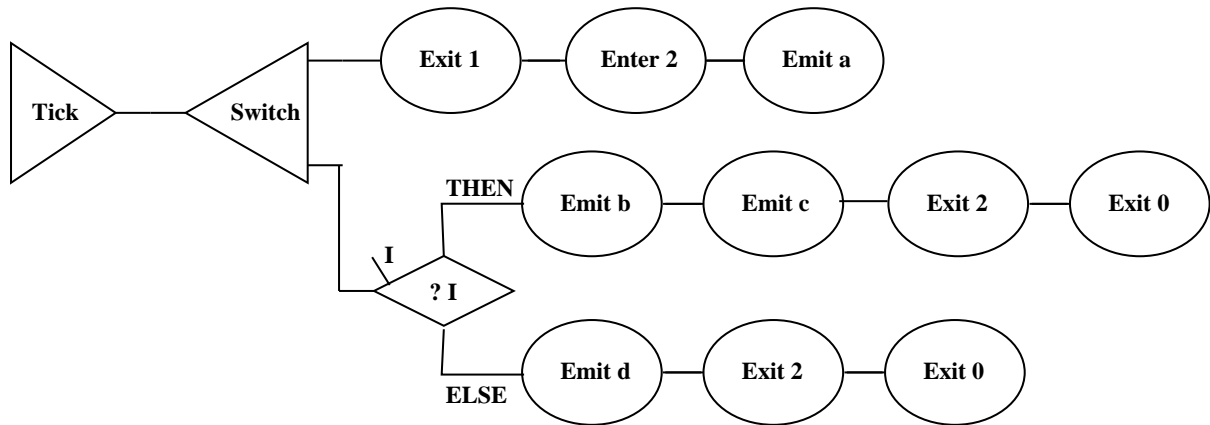 Tick
Switch
Exit 1
Enter 2
Emit a
THEN
Emit b
Emit c
Exit 2
Exit 0
I
? I
ELSE
Emit d
Exit 2
Exit 0